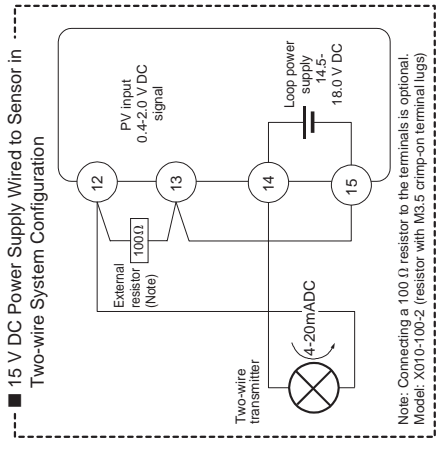 ■ 15 V DC Power Supply Wired to Sensor in
Two-wire System Configuration
PV input
0.4-2.0 V DC
signal
Loop power
supply
14.5-
18.0 V DC
12
13
14
15
External
resistor
(Note)
100Ω
4-20mADC
Two-wire
transmitter
Note: Connecting a 100 Ω resistor to the terminals is optional.
Model: X010-100-2 (resistor with M3.5 crimp-on terminal lugs)